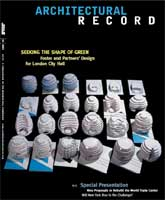 ARCHITECTURAL
RECORD
SEEKING THE SHAPE OF GREEN
Foster and Partners' Design
for London City Hall
Special Presentation
Nine Proposals to Rebuild the World Trade Center
Will New York Rise to the Challenge?